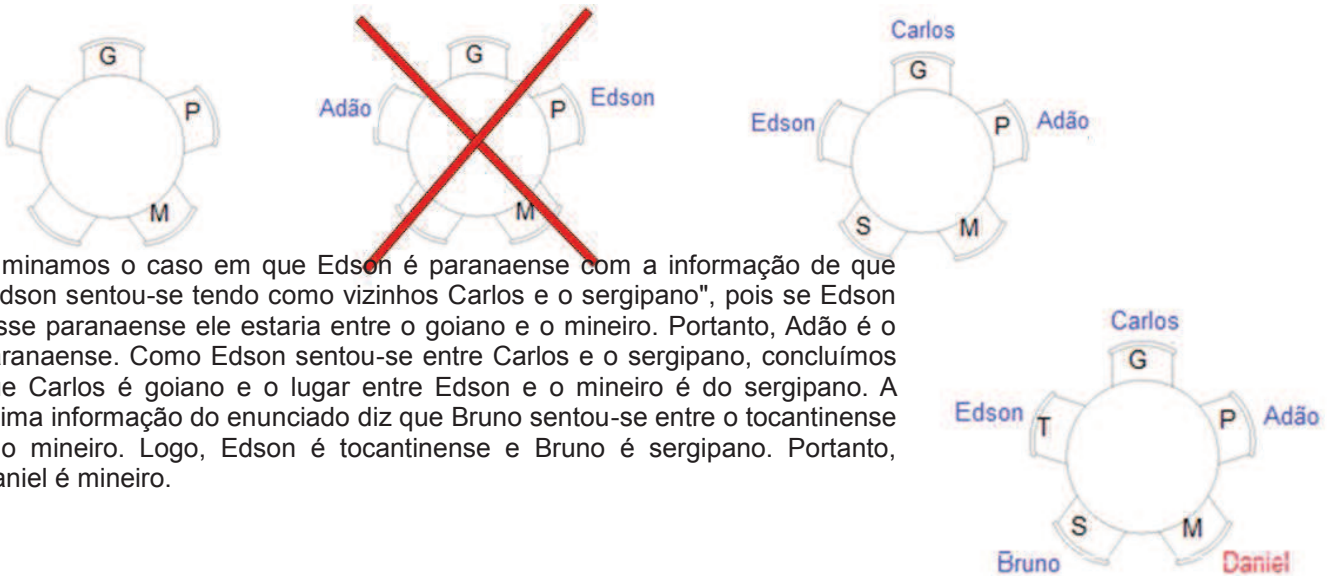 G
P
M
G
Adão
P
Edson
M
Carlos
G
Edson
P
Adão
S
M
minamos o caso em que Edson é paranaense com a informação de que
dson sentou-se tendo como vizinhos Carlos e o sergipano", pois se Edson
sse paranaense ele estaria entre o goiano e o mineiro. Portanto, Adão é o
aranaense. Como Edson sentou-se entre Carlos e o sergipano, concluímos
ue Carlos é goiano e o lugar entre Edson e o mineiro é do sergipano. A
ima informação do enunciado diz que Bruno sentou-se entre o tocantinense
o mineiro. Logo, Edson é tocantinense e Bruno é sergipano. Portanto,
aniel é mineiro.
Carlos
G
Edson
T
P
Adão
S
M
Bruno
Daniel